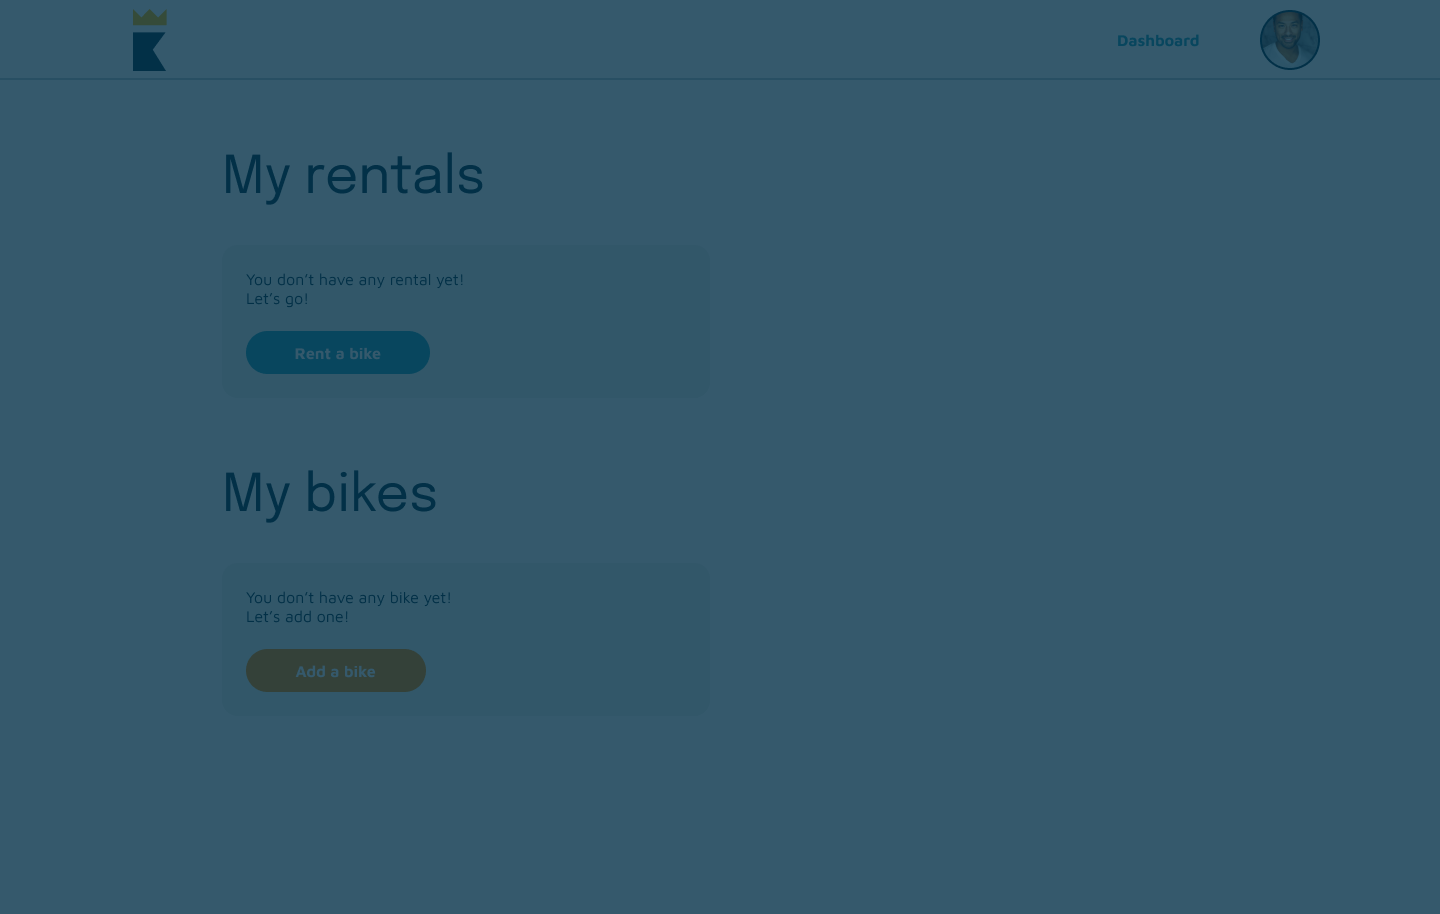 Dashboard
My rentals
You don't have any rental yet!
Let's go!
Rent a bike
My bikes
You don't have any bike yet!
Let's add one!
Add a bike